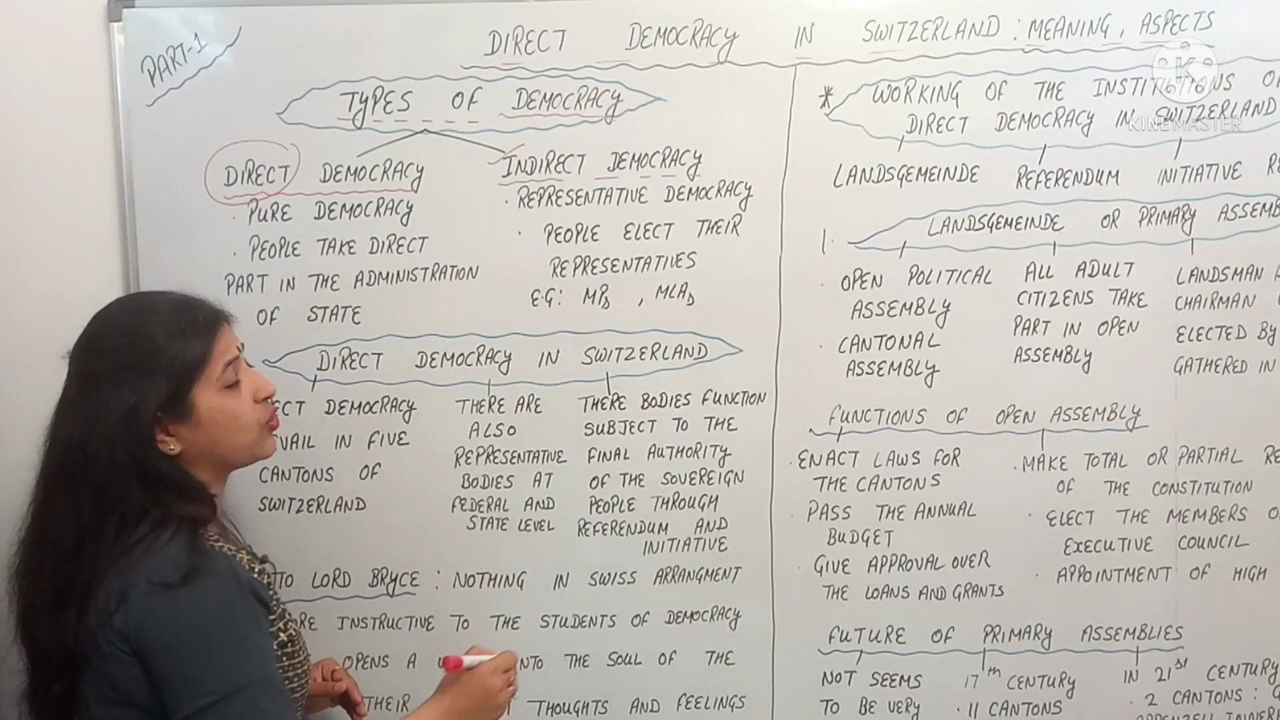 PART-1
DIRECT DEMOCRACY IN SWITZERLAND : MEANING, ASPECTS
TYPES OF DEMOCRACY
DIRECT DEMOCRACY
· PURE DEMOCRACY
· PEOPLE TAKE DIRECT
PART IN THE ADMINISTRATION
OF STATE
INDIRECT DEMOCRACY
· REPRESENTATIVE DEMOCRACY
· PEOPLE ELECT THEIR
REPRESENTATIVES
E.G: MPs, MLAs
DIRECT DEMOCRACY IN SWITZERLAND
ECT DEMOCRACY
VAIL IN FIVE
CANTONS OF
SWITZERLAND
THERE ARE
ALSO
REPRESENTATIVE
BODIES AT
FEDERAL AND
STATE LEVEL
THERE BODIES FUNCTION
SUBJECT TO THE
FINAL AUTHORITY
OF THE SOVEREIGN
PEOPLE THROUGH
REFERENDUM AND
INITIATIVE
TO LORD BRYCE : NOTHING IN SWISS ARRANGMENT
RE INSTRUCTIVE TO THE STUDENTS OF DEMOCRACY
OPENS A NTO THE SOUL OF THE
THEIR THOUGHTS AND FEELINGS
* WORKING OF THE INSTITUTIONS O
DIRECT DEMOCRACY IN SWITZERLAND
KINEMASTER
LANDSGEMEINDE REFERENDUM INITIATIVE RE
1. LANDSGEMEINDE OR PRIMARY ASSEMB
· OPEN POLITICAL
ASSEMBLY
· CANTONAL
ASSEMBLY
ALL ADULT
CITIZENS TAKE
PART IN OPEN
ASSEMBLY
LANDSMAN
CHAIRMAN
ELECTED BY
GATHERED IN
FUNCTIONS OF OPEN ASSEMBLY
· ENACT LAWS FOR
THE CANTONS
· PASS THE ANNUAL
BUDGET
· GIVE APPROVAL OVER
THE LOANS AND GRANTS
· MAKE TOTAL OR PARTIAL RE
OF THE CONSTITUTION
· ELECT THE MEMBERS O
EXECUTIVE COUNCIL
· APPOINTMENT OF HIGH
FUTURE OF PRIMARY ASSEMBLIES
NOT SEEMS
TO BE VERY
17th CENTURY
· 11 CANTONS
IN 21st CENTURY
· 2 CANTONS :